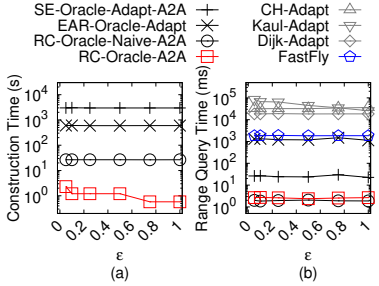 SE-Oracle-Adapt-A2A
EAR-Oracle-Adapt
RC-Oracle-Naive-A2A
RC-Oracle-A2A
CH-Adapt
Kaul-Adapt
Dijk-Adapt
FastFly
Construction Time (s)
10^4
10^3
10^2
10^1
10^0
0
0.2
0.4
0.6
0.8
1
ε
(a)
Range Query Time (ms)
10^5
10^4
10^3
10^2
10^1
10^0
0
0.2
0.4
0.6
0.8
1
ε
(b)